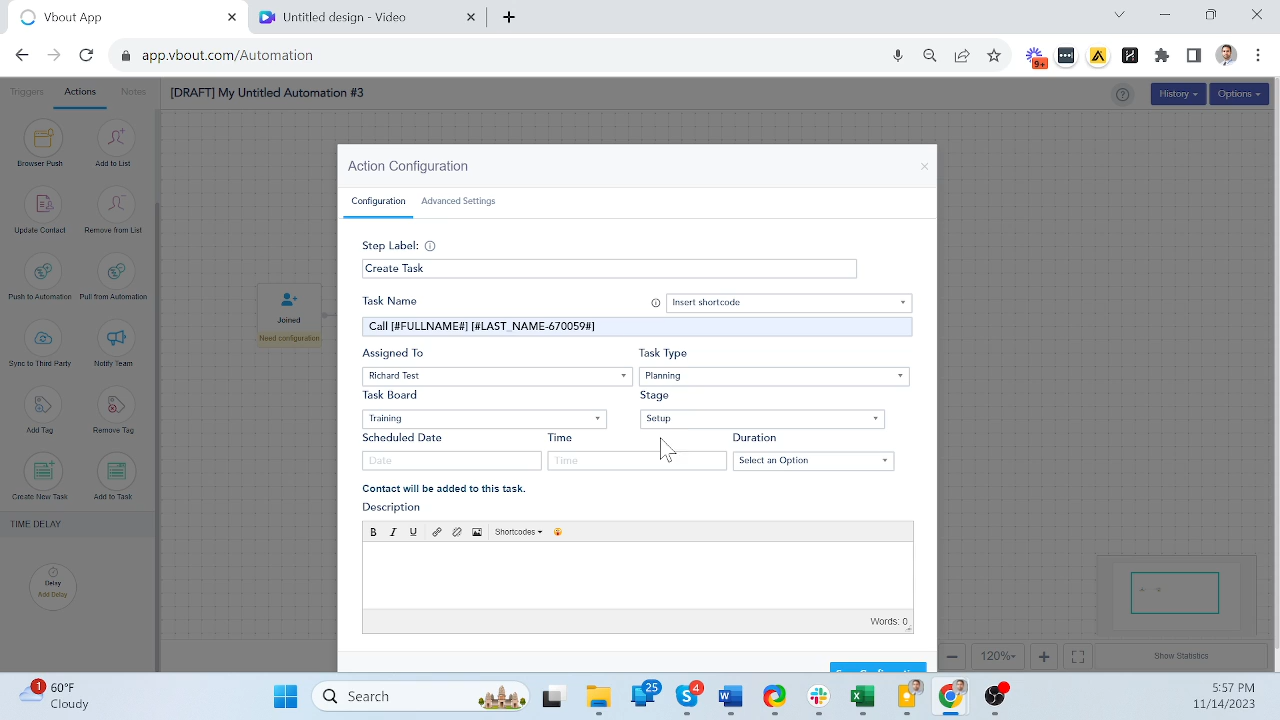 Vbout App
Untitled design - Video
app.vbout.com/Automation
9+
Triggers
Actions
Notes
[DRAFT] My Untitled Automation #3
History
Options
Browser Push
Add to List
Update Contact
Remove from List
Push to Automation
Pull from Automation
Sync to Third Party
Notify Team
Add Tag
Remove Tag
Create New Task
Add to Task
TIME DELAY
Delay
Add Delay
Joined
Need configuration
Action Configuration
Configuration
Advanced Settings
Step Label:
Create Task
Task Name
Insert shortcode
Call [#FULLNAME#] [#LAST_NAME-670059#]
Assigned To
Task Type
Richard Test
Planning
Task Board
Stage
Training
Setup
Scheduled Date
Time
Duration
Date
Time
Select an Option
Contact will be added to this task.
Description
B I U
Shortcodes
Words: 0
120%
Show Statistics
1
60°F
Cloudy
Search
25
4
5:57 PM
11/14/2023